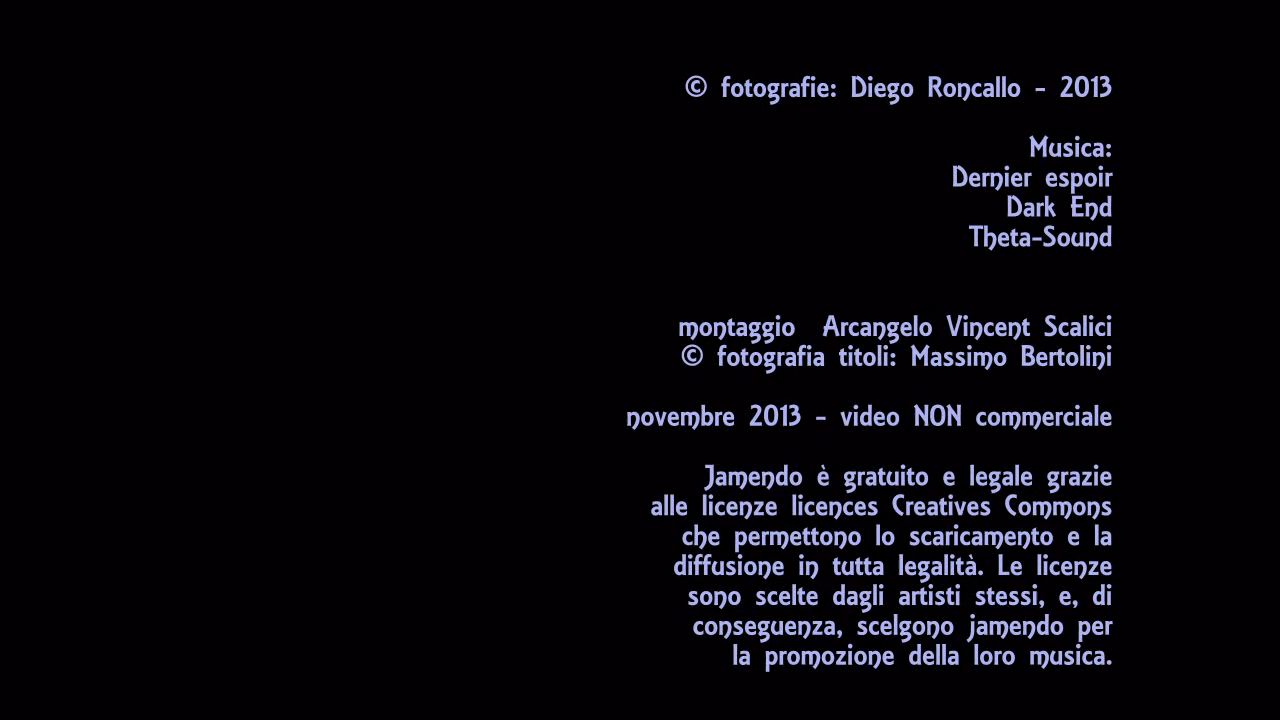 © fotografie: Diego Roncallo - 2013
Musica:
Dernier espoir
Dark End
Theta-Sound
montaggio Arcangelo Vincent Scalici
© fotografia titoli: Massimo Bertolini
novembre 2013 - video NON commerciale
Jamendo è gratuito e legale grazie
alle licenze licences Creatives Commons
che permettono lo scaricamento e la
diffusione in tutta legalità. Le licenze
sono scelte dagli artisti stessi, e, di
conseguenza, scelgono jamendo per
la promozione della loro musica.